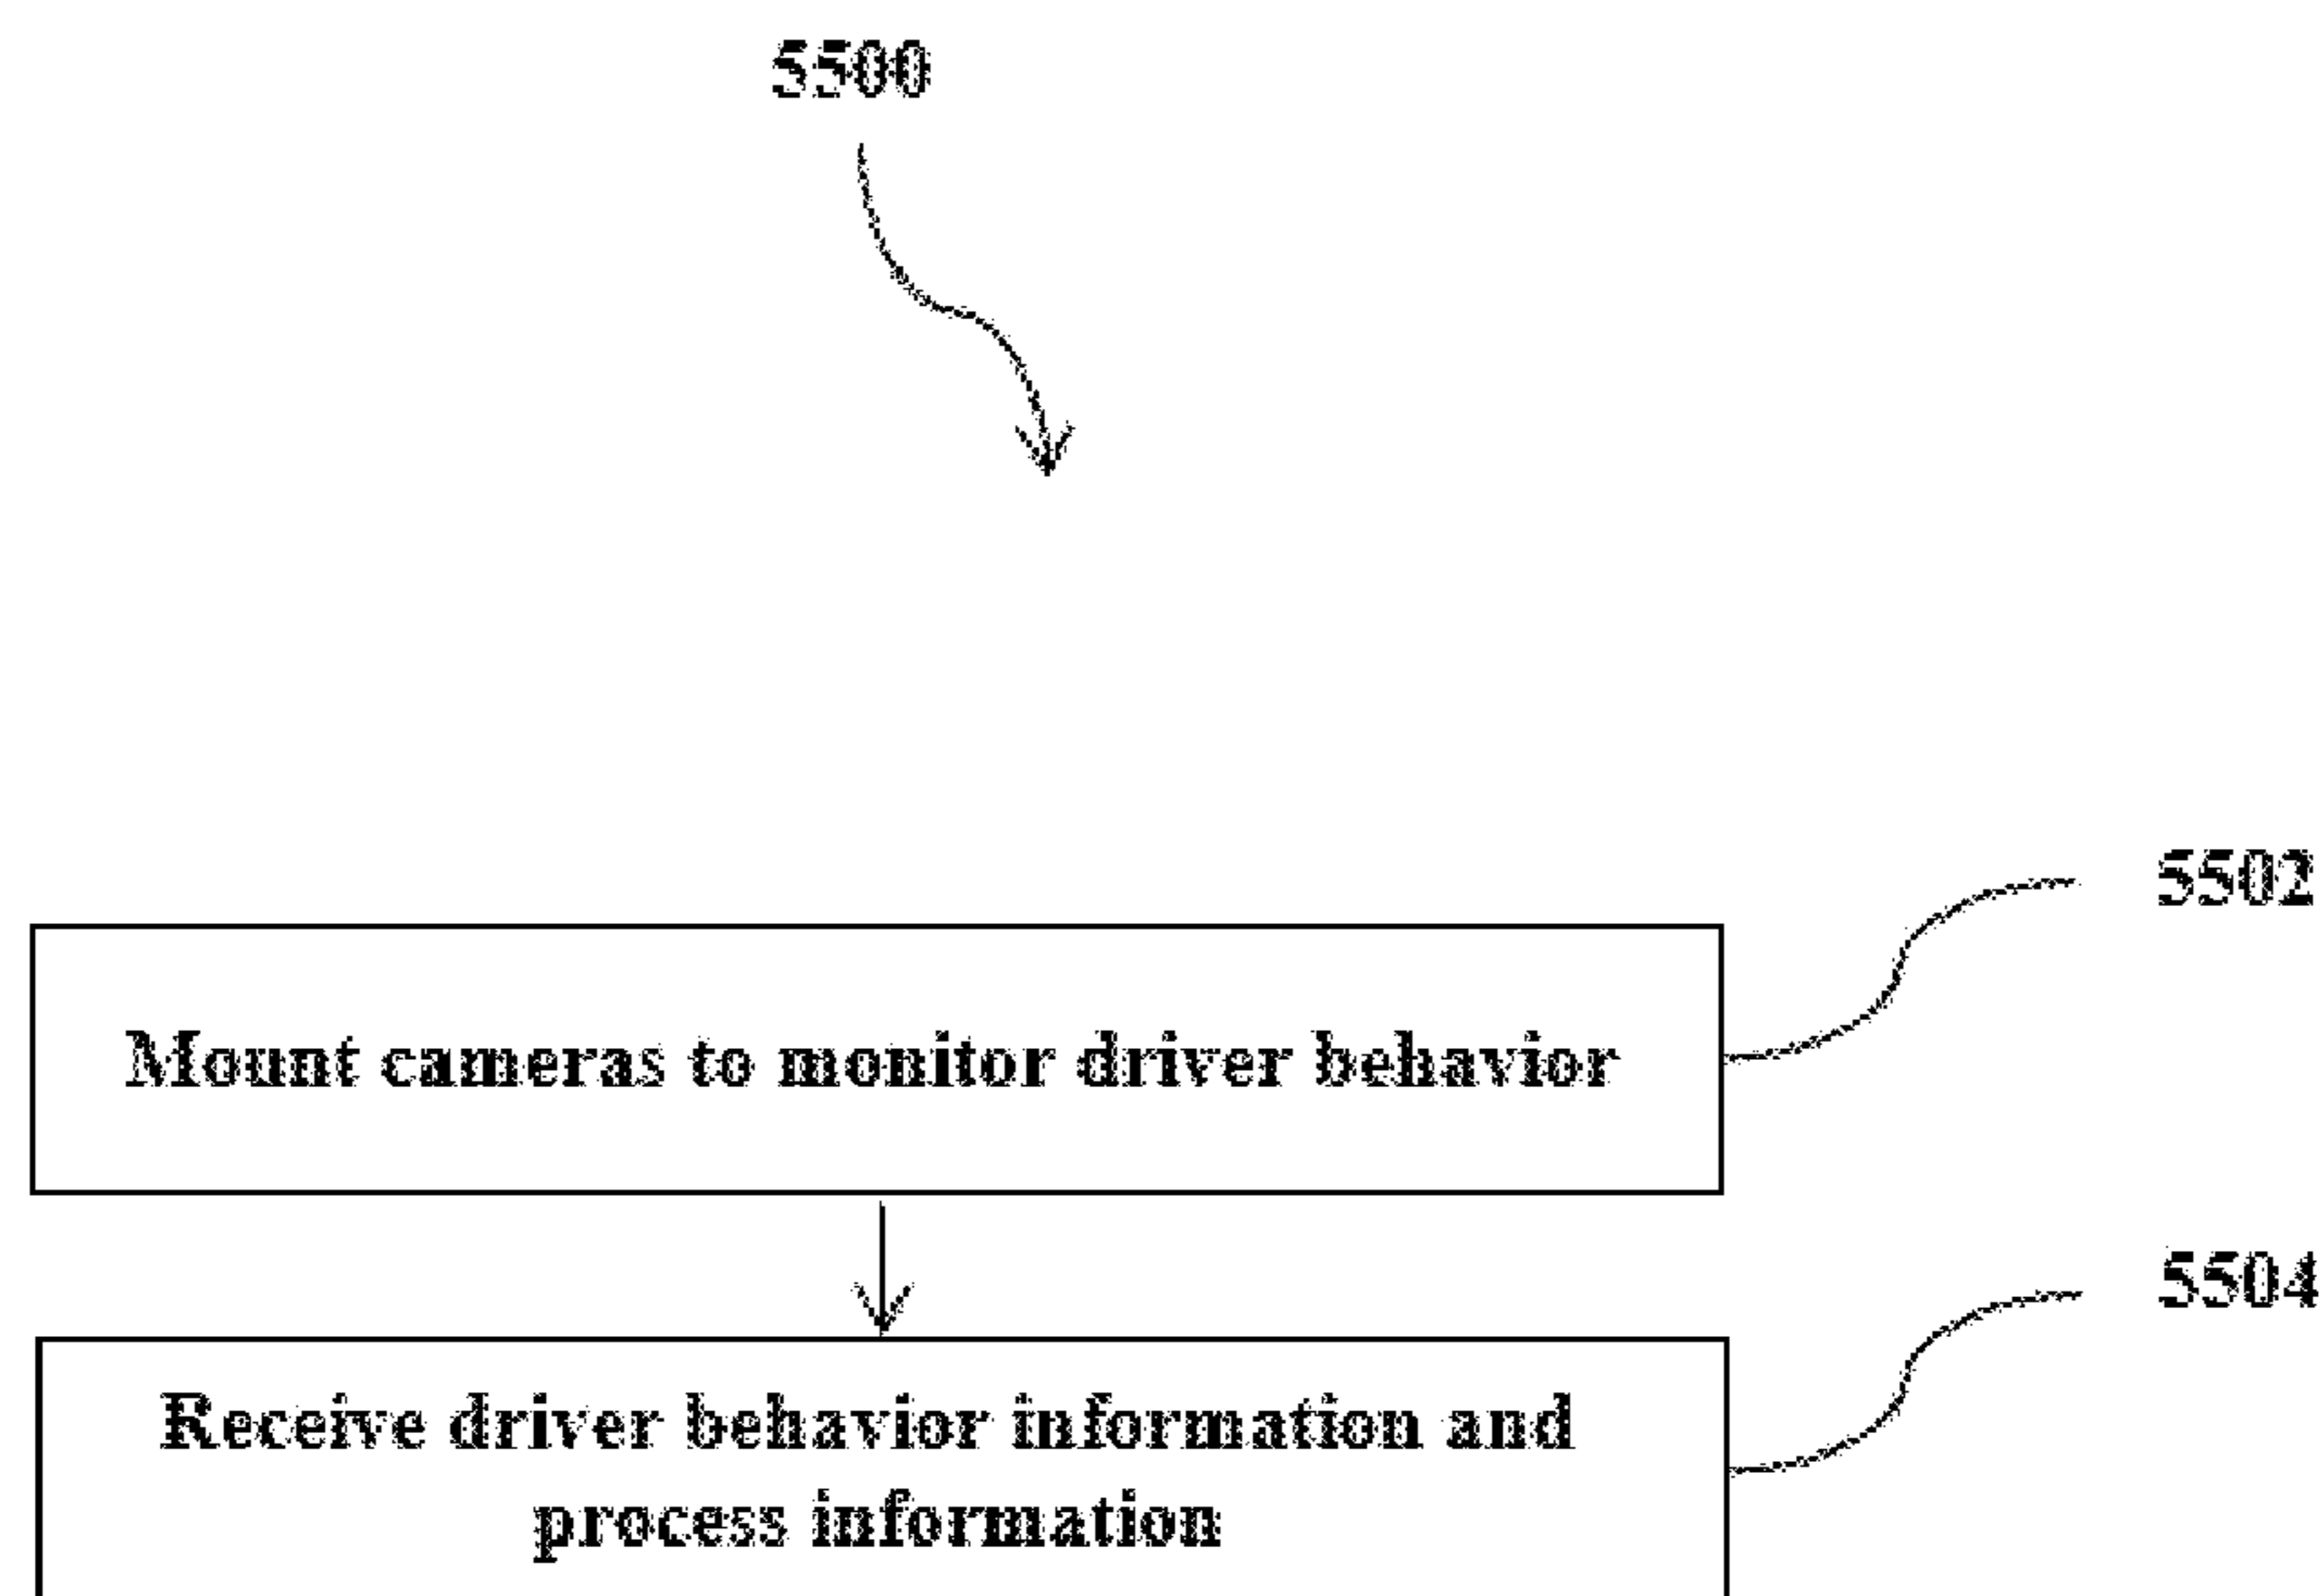 5500
5502
Mount cameras to monitor driver behavior
5504
Receive driver behavior information and
process information